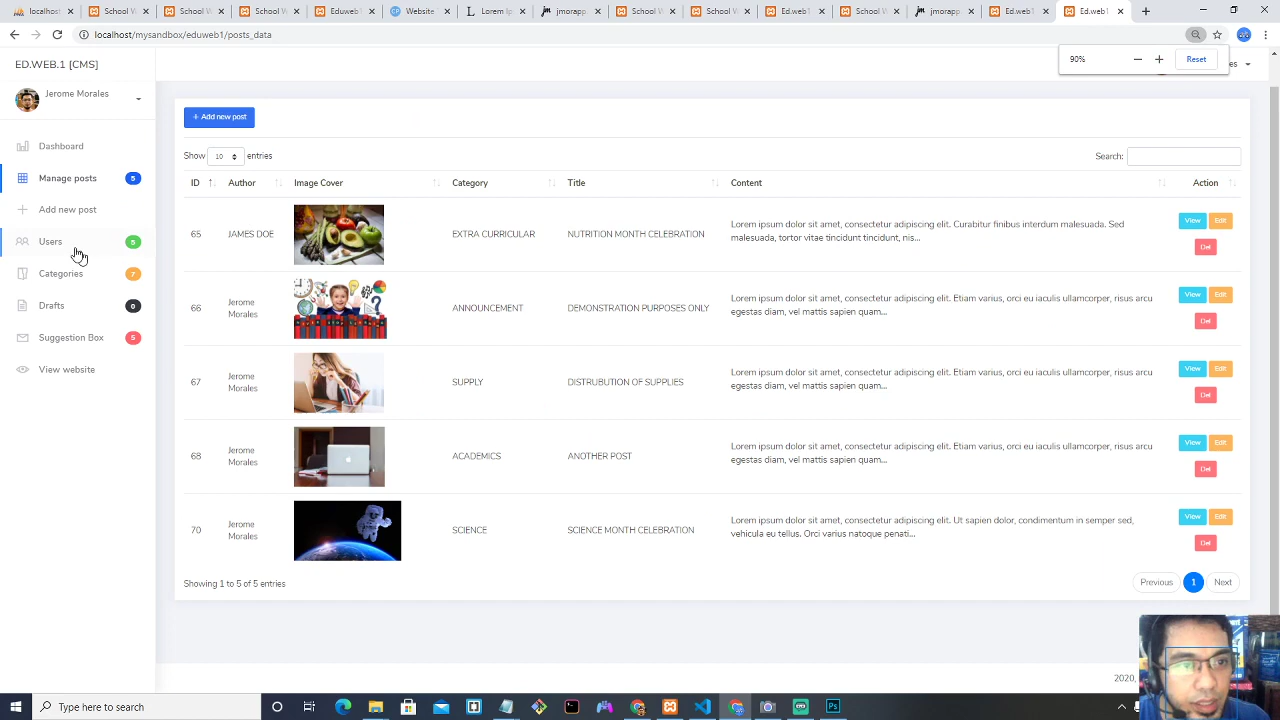 localhost
School W
School W
School W
Ed.web1
Website
Lorem Ip
jmorapp
School W
School W
Ed.web1
School W
jmorapp
Ed.web1
Ed.web1
localhost/mysandbox/eduweb1/posts_data
90%
Reset
ED.WEB.1 [CMS]
Jerome Morales
Dashboard
Manage posts 5
Add new post
Users 5
Categories 7
Drafts 0
Suggestion Box 5
View website
+ Add new post
Show 10 entries
Search:
ID Author Image Cover Category Title Content Action
65 JAMES DOE EXTRA CURRICULAR NUTRITION MONTH CELEBRATION
Lorem ipsum dolor sit amet, consectetur adipiscing elit. Curabitur finibus interdum malesuada. Sed
malesuada, tortor vitae tincidunt tincidunt, nis...
View Edit
Del
66 Jerome
Morales
ANNOUNCEMENT DEMONSTRATION PURPOSES ONLY
Lorem ipsum dolor sit amet, consectetur adipiscing elit. Etiam varius, orci eu iaculis ullamcorper, risus arcu
egestas diam, vel mattis sapien quam...
View Edit
Del
67 Jerome
Morales
SUPPLY DISTRUBUTION OF SUPPLIES
Lorem ipsum dolor sit amet, consectetur adipiscing elit. Etiam varius, orci eu iaculis ullamcorper, risus arcu
egestas diam, vel mattis sapien quam...
View Edit
Del
68 Jerome
Morales
ACADEMICS ANOTHER POST
Lorem ipsum dolor sit amet, consectetur adipiscing elit. Etiam varius, orci eu iaculis ullamcorper, risus arcu
egestas diam, vel mattis sapien quam...
View Edit
Del
70 Jerome
Morales
SCIENCE SCIENCE MONTH CELEBRATION
Lorem ipsum dolor sit amet, consectetur adipiscing elit. Ut sapien dolor, condimentum in semper sed,
vehicula eu tellus. Orci varius natoque penati...
View Edit
Del
Showing 1 to 5 of 5 entries
Previous 1 Next
2020,
Type here to search